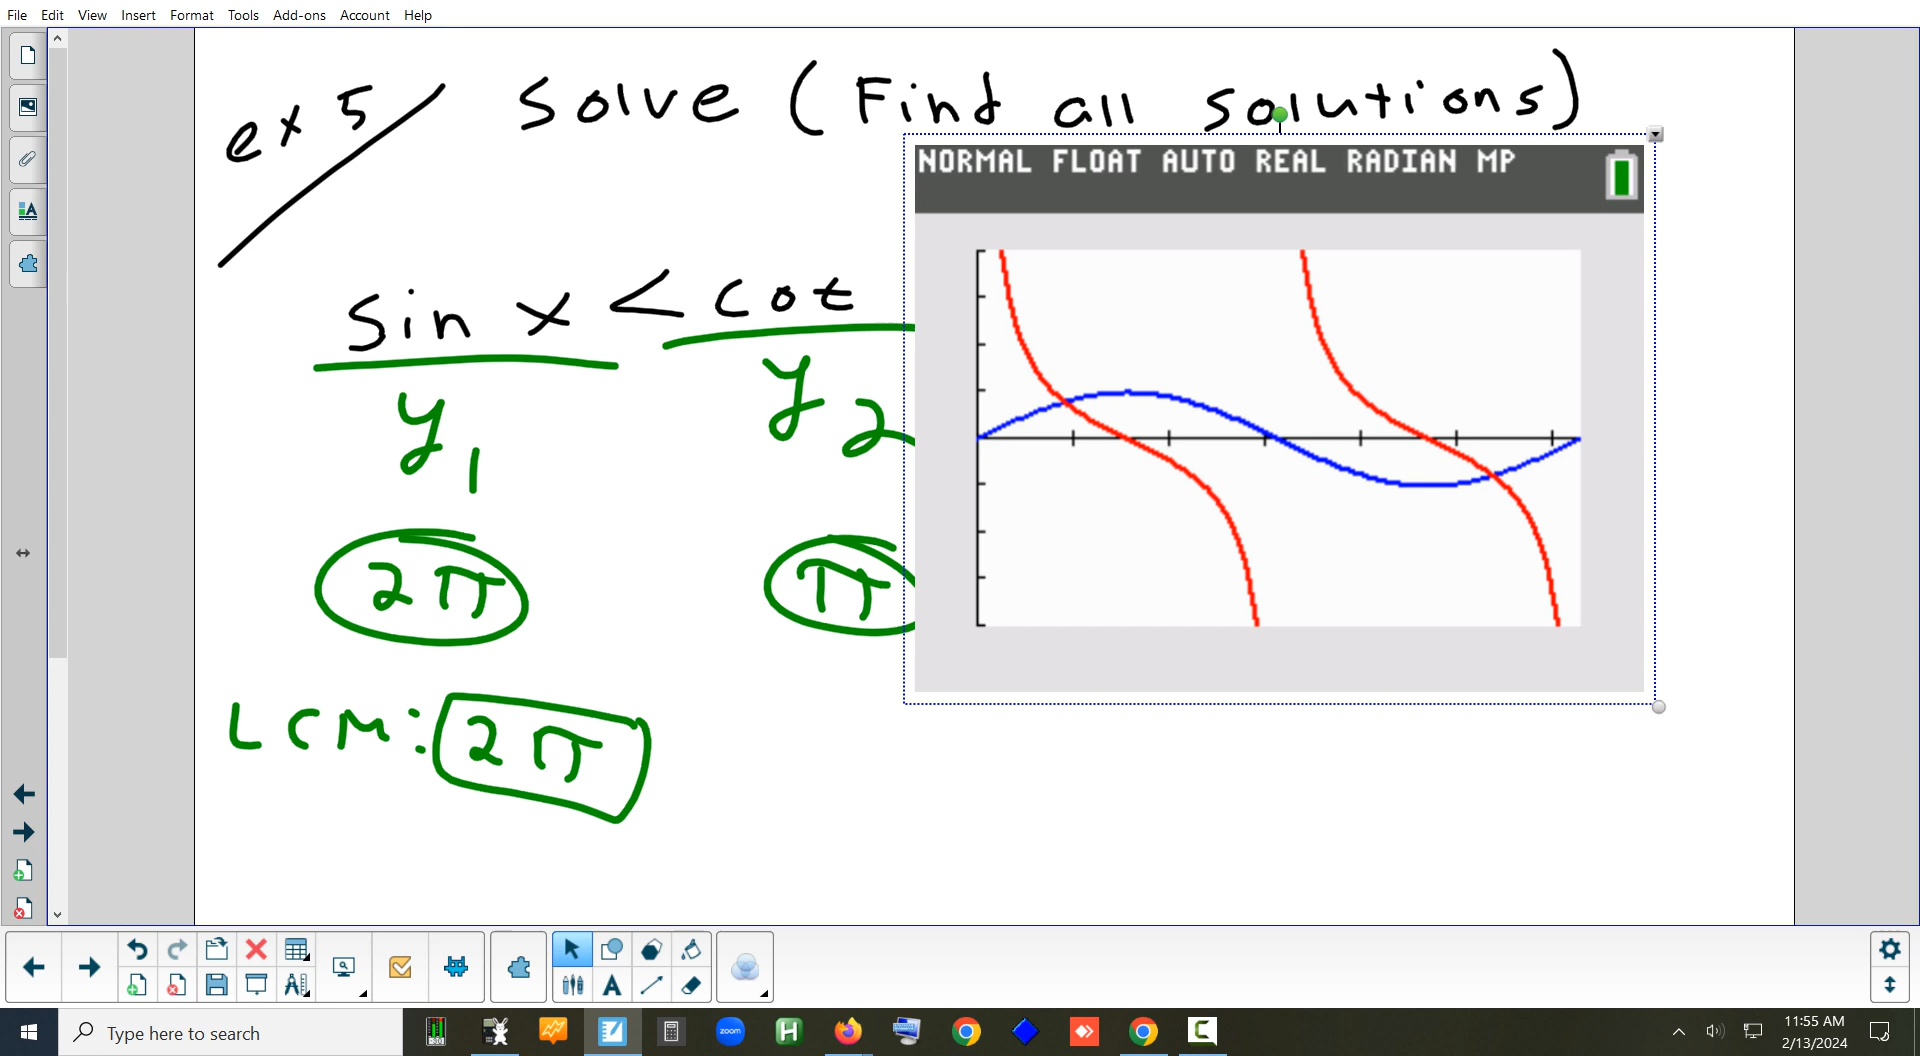 File Edit View Insert Format Tools Add-ons Account Help
ex 5 Solve (Find all solutions)
NORMAL FLOAT AUTO REAL RADIAN MP
sin x < cot
y1 y2
2π π
LCM: 2π
Type here to search
zoom
11:55 AM
2/13/2024